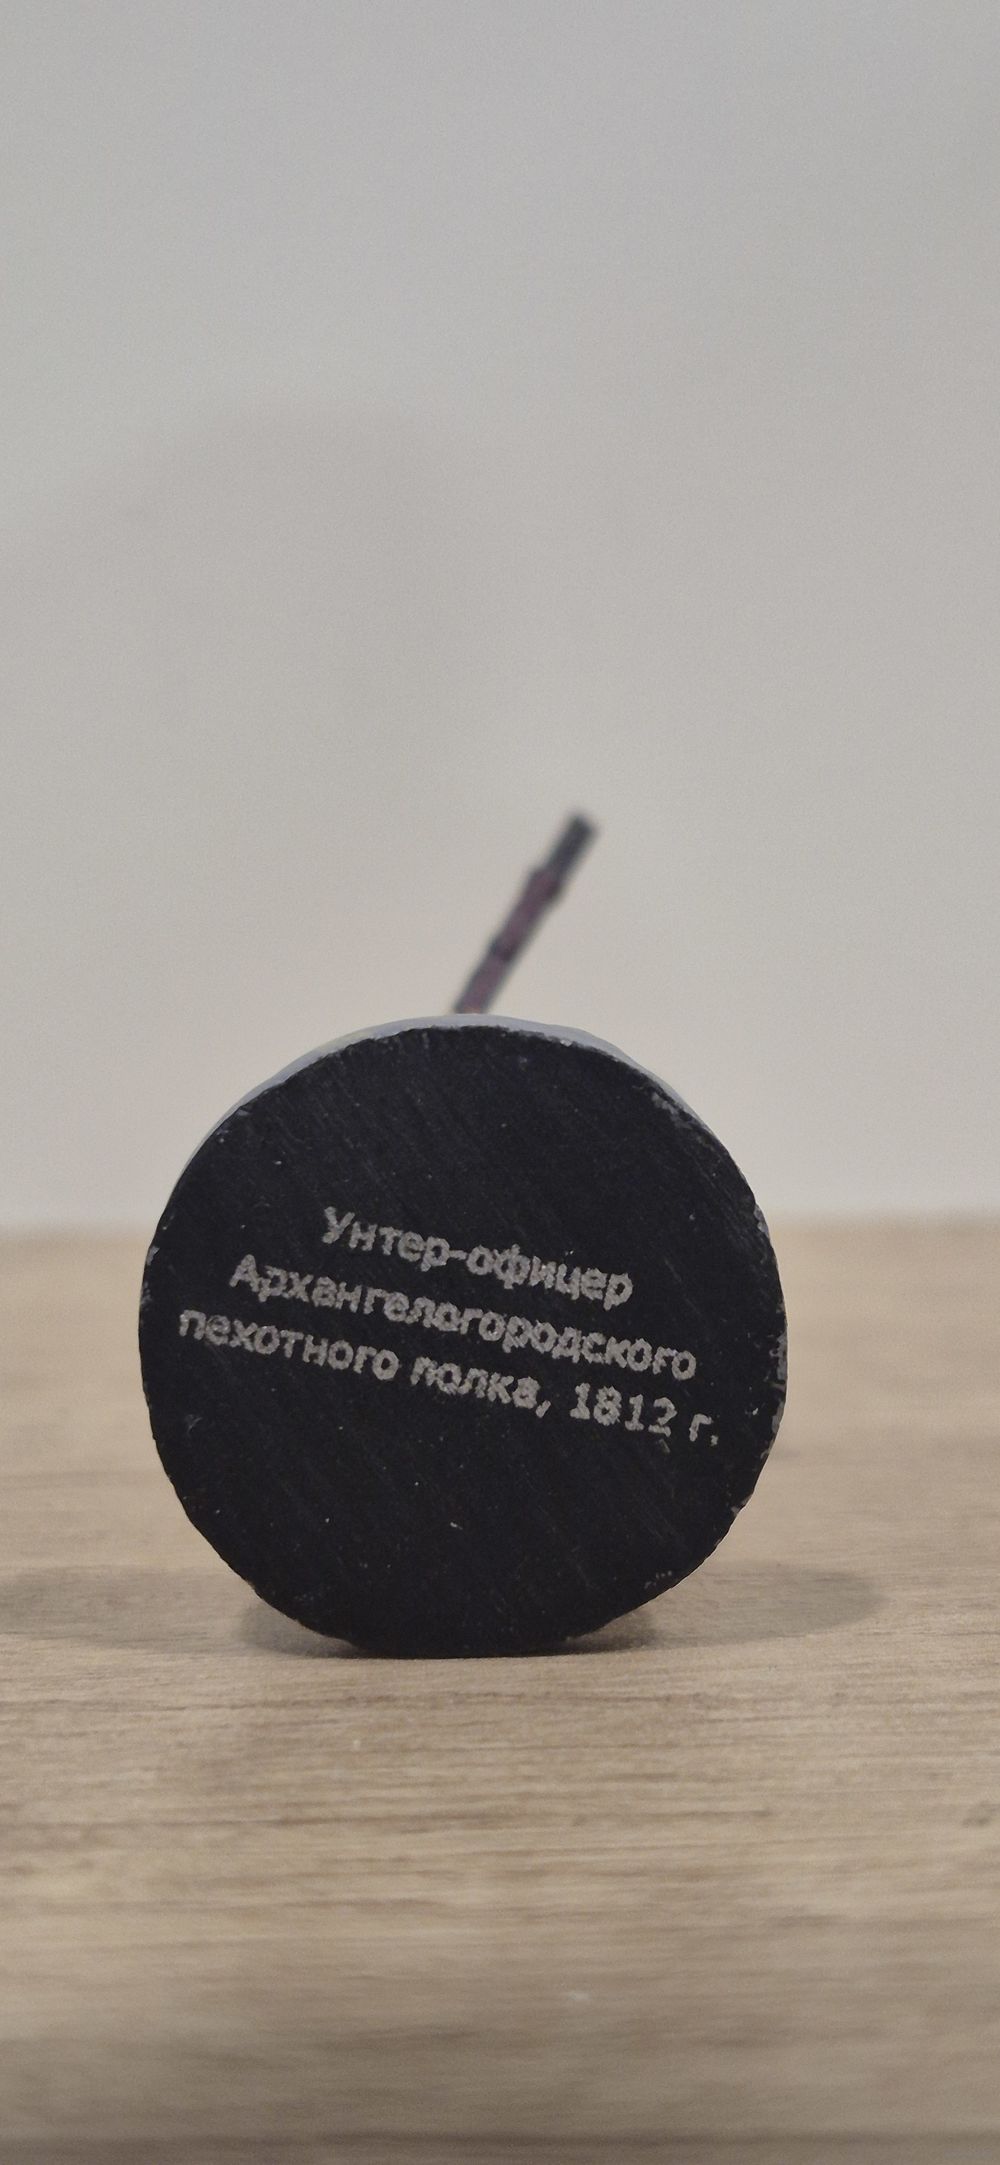 Унтер-офицер
Архангелогородского
пехотного полка, 1812 г.